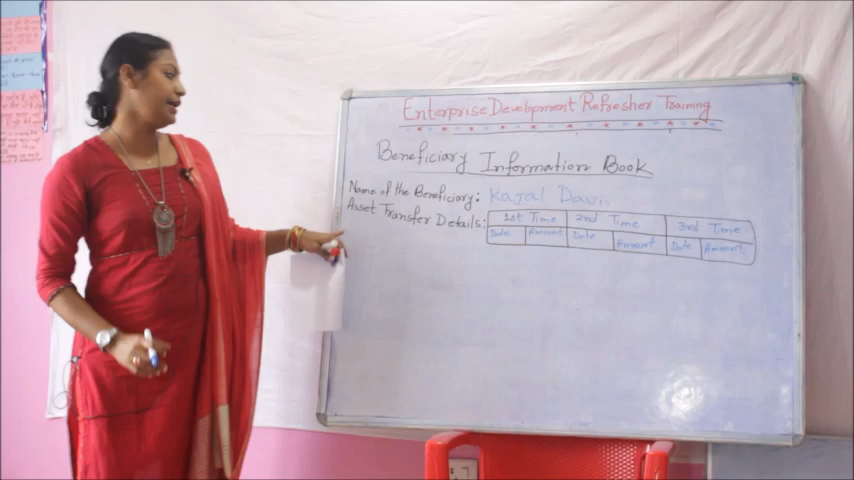 Enterprise Development Refresher Training
Beneficiary Information Book
Name of the Beneficiary: Kajal Davi
Asset Transfer Details: 1st Time 2nd Time 3rd Time
Date Amount Date Amount Date Amount